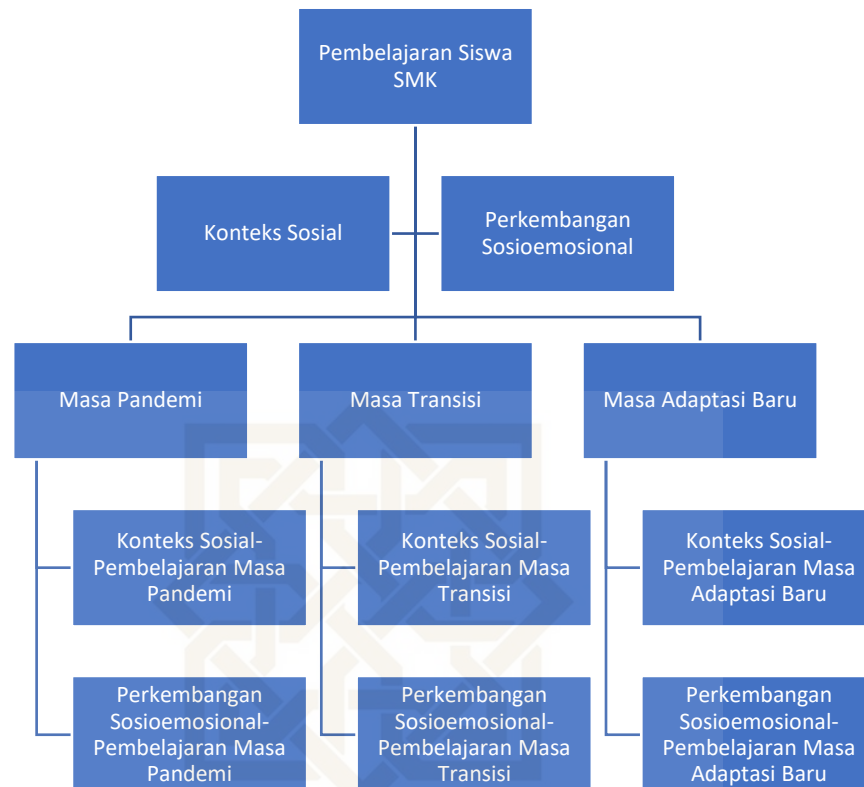 Pembelajaran Siswa
SMK
Konteks Sosial
Perkembangan
Sosioemosional
Masa Pandemi
Masa Transisi
Masa Adaptasi Baru
Konteks Sosial-
Pembelajaran Masa
Pandemi
Konteks Sosial-
Pembelajaran Masa
Transisi
Konteks Sosial-
Pembelajaran Masa
Adaptasi Baru
Perkembangan
Sosioemosional-
Pembelajaran Masa
Pandemi
Perkembangan
Sosioemosional-
Pembelajaran Masa
Transisi
Perkembangan
Sosioemosional-
Pembelajaran Masa
Adaptasi Baru